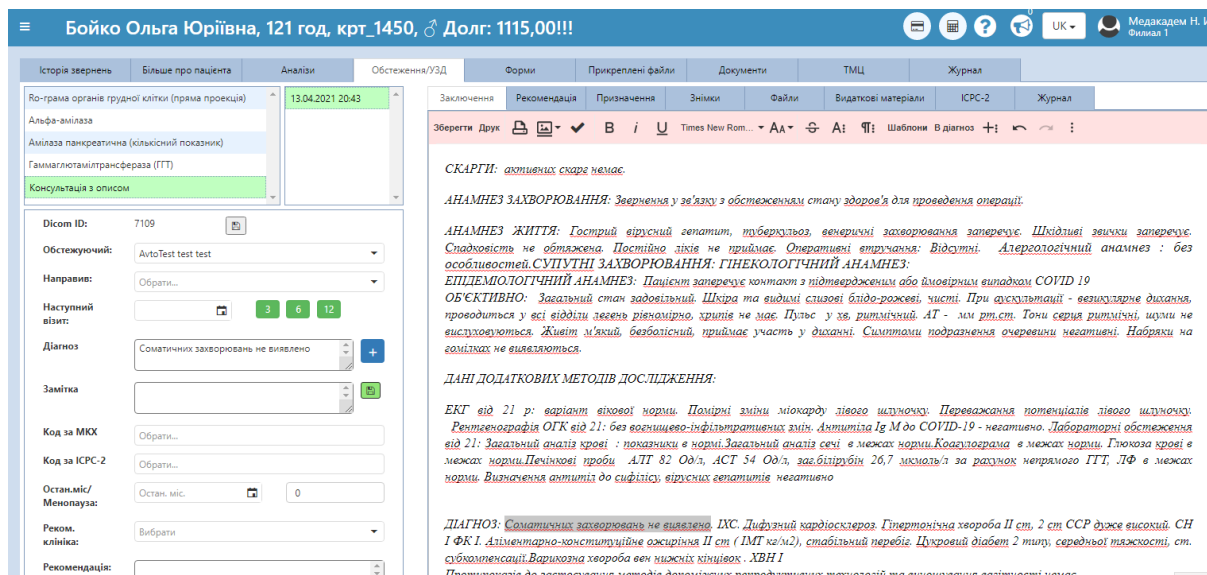 Бойко Ольга Юріївна, 121 год, крт_1450, ♂ Долг: 1115,00!!!
0
UK
Медакадем Н. И
Филиал 1
Історія звернень Більше про пацієнта Аналізи Обстеження/УЗД Форми Прикреплені файли Документи ТМЦ Журнал
Ro-грама органів грудної клітки (пряма проекція)
Альфа-амілаза
Амілаза панкреатична (кількісний показник)
Гаммаглютамілтрансфераза (ГГТ)
Консультація з описом
13.04.2021 20:43
Dicom ID: 7109
Обстежуючий: AvtoTest test test
Направив: Обрати...
Наступний візит: 3 6 12
Діагноз Соматичних захворювань не виявлено +
Замітка
Код за МКХ Обрати...
Код за ICPC-2 Обрати...
Остан.міс/ Менопауза: Остан. міс. 0
Реком. клініка: Вибрати
Рекомендація:
Заключення Рекомендація Призначення Знімки Файли Видаткові матеріали ICPC-2 Журнал
Зберегти Друк B i U Times New Rom... Шаблони В діагноз
СКАРГИ: активних скарг немає.
АНАМНЕЗ ЗАХВОРЮВАННЯ: Звернення у зв'язку з обстеженням стану здоров'я для проведення операції.
АНАМНЕЗ ЖИТТЯ: Гострий вірусний гепатит, туберкульоз, венеричні захворювання заперечує. Шкідливі звички заперечує.
Спадковість не обтяжена. Постійно ліків не приймає. Оперативні втручання: Відсутні. Алергологічний анамнез : без
особливостей.СУПУТНІ ЗАХВОРЮВАННЯ: ГІНЕКОЛОГІЧНИЙ АНАМНЕЗ:
ЕПІДЕМІОЛОГІЧНИЙ АНАМНЕЗ: Пацієнт заперечує контакт з підтвердженим або ймовірним випадком COVID 19
ОБ'ЄКТИВНО: Загальний стан задовільний. Шкіра та видимі слизові блідо-рожеві, чисті. При аускультації - везикулярне дихання,
проводиться у всі відділи легень рівномірно, хрипів не має. Пульс у хв, ритмічний. АТ - мм рт.ст. Тони серця ритмічні, шуми не
вислуховуються. Живіт м'який, безболісний, приймає участь у диханні. Симптоми подразнення очеревини негативні. Набряки на
гомілках не виявляються.
ДАНІ ДОДАТКОВИХ МЕТОДІВ ДОСЛІДЖЕННЯ:
ЕКГ від 21 р: варіант вікової норми. Помірні зміни міокарду лівого шлуночку. Переважання потенціалів лівого шлуночку.
Рентгенографія ОГК від 21: без вогнищево-інфільтративних змін. Антитіла Ig M до COVID-19 - негативно. Лабораторні обстеження
від 21: Загальний аналіз крові : показники в нормі.Загальний аналіз сечі в межах норми.Коагулограма в межах норми. Глюкоза крові в
межах норми.Печінкові проби АЛТ 82 Од/л, АСТ 54 Од/л, заг.білірубін 26,7 мкмоль/л за рахунок непрямого ГГТ, ЛФ в межах
норми. Визначення антитіл до сифілісу, вірусних гепатитів негативно
ДІАГНОЗ: Соматичних захворювань не виявлено. ІХС. Дифузний кардіосклероз. Гіпертонічна хвороба ІІ ст, 2 ст ССР дуже високий. СН
І ФК І. Аліментарно-конституційне ожиріння ІІ ст ( ІМТ кг/м2), стабільний перебіг. Цукровий діабет 2 типу, середньої тяжкості, ст.
субкомпенсації.Варикозна хвороба вен нижніх кінцівок . ХВН І